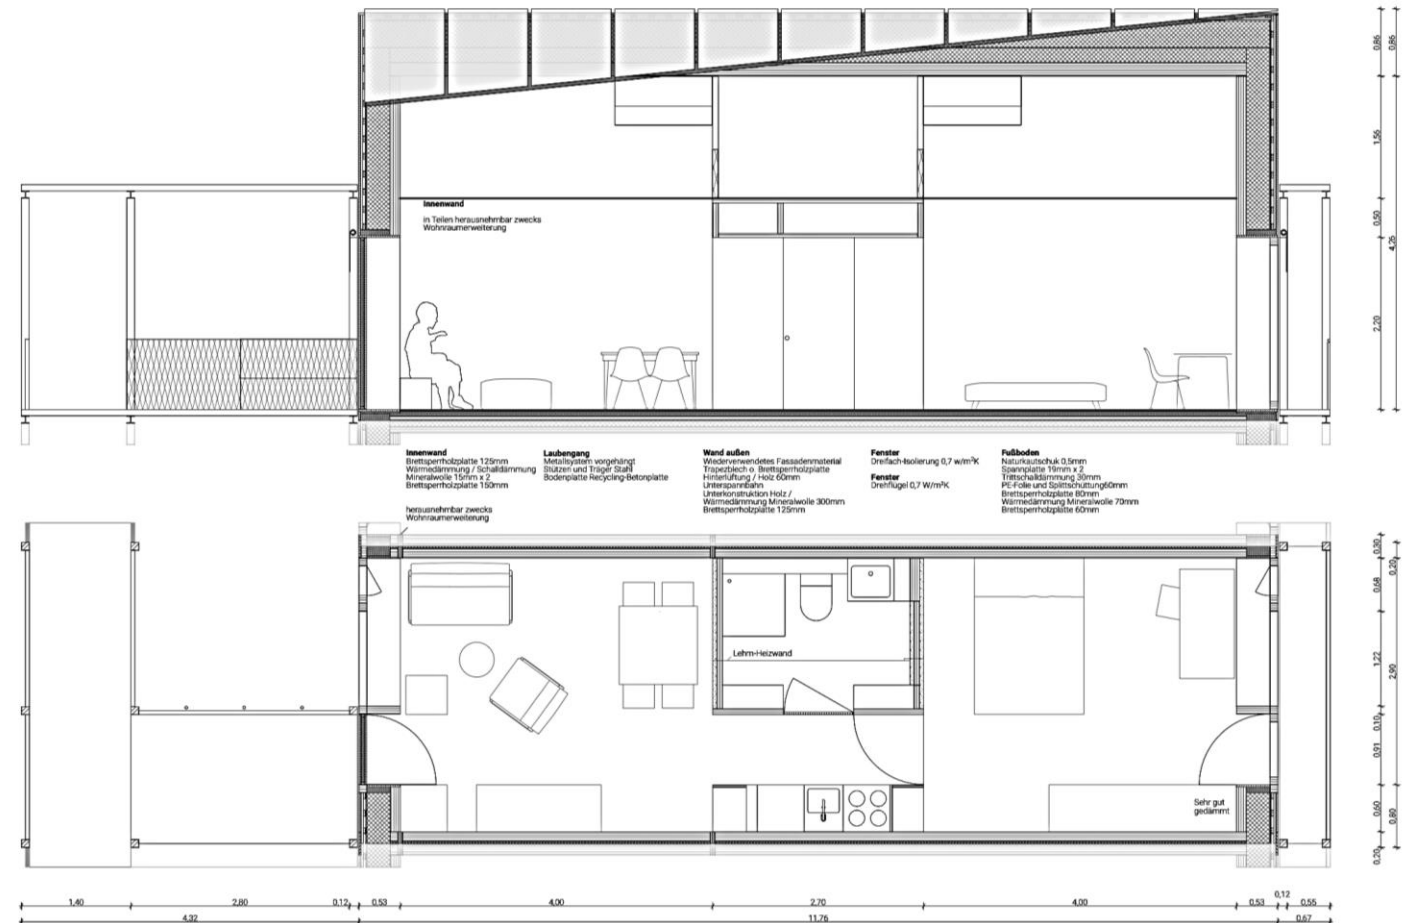 Innenwand
in Teilen herausnehmbar zwecks
Wohnraumerweiterung
0,86
0,86
1,56
0,50
4,26
2,20
Innenwand
Brettsperrholzplatte 125mm
Wärmedämmung / Schalldämmung
Mineralwolle 15mm x 2
Brettsperrholzplatte 150mm
herausnehmbar zwecks
Wohnraumerweiterung
Laubengang
Metallsystem vorgehängt
Stützen und Träger Stahl
Bodenplatte Recycling-Betonplatte
Wand außen
Wiederverwendetes Fassadenmaterial
Trapezblech o. Brettsperrholzplatte
Hinterlüftung / Holz 60mm
Unterspannbahn
Unterkonstruktion Holz /
Wärmedämmung Mineralwolle 300mm
Brettsperrholzplatte 125mm
Fenster
Dreifach-Isolierung 0,7 w/m²K
Fenster
Drehflügel 0,7 W/m²K
Fußboden
Naturkautschuk 0,5mm
Spannplatte 19mm x 2
Trittschalldämmung 30mm
PE-Folie und Splittschüttung60mm
Brettsperrholzplatte 80mm
Wärmedämmung Mineralwolle 70mm
Brettsperrholzplatte 60mm
Lehm-Heizwand
Sehr gut
gedämmt
0,30
0,20
0,68
1,22
2,90
0,10
0,91
0,60
0,80
0,20
1,40
2,80
0,12
0,53
4,00
2,70
4,00
0,53
0,12
0,55
4,32
11,76
0,67